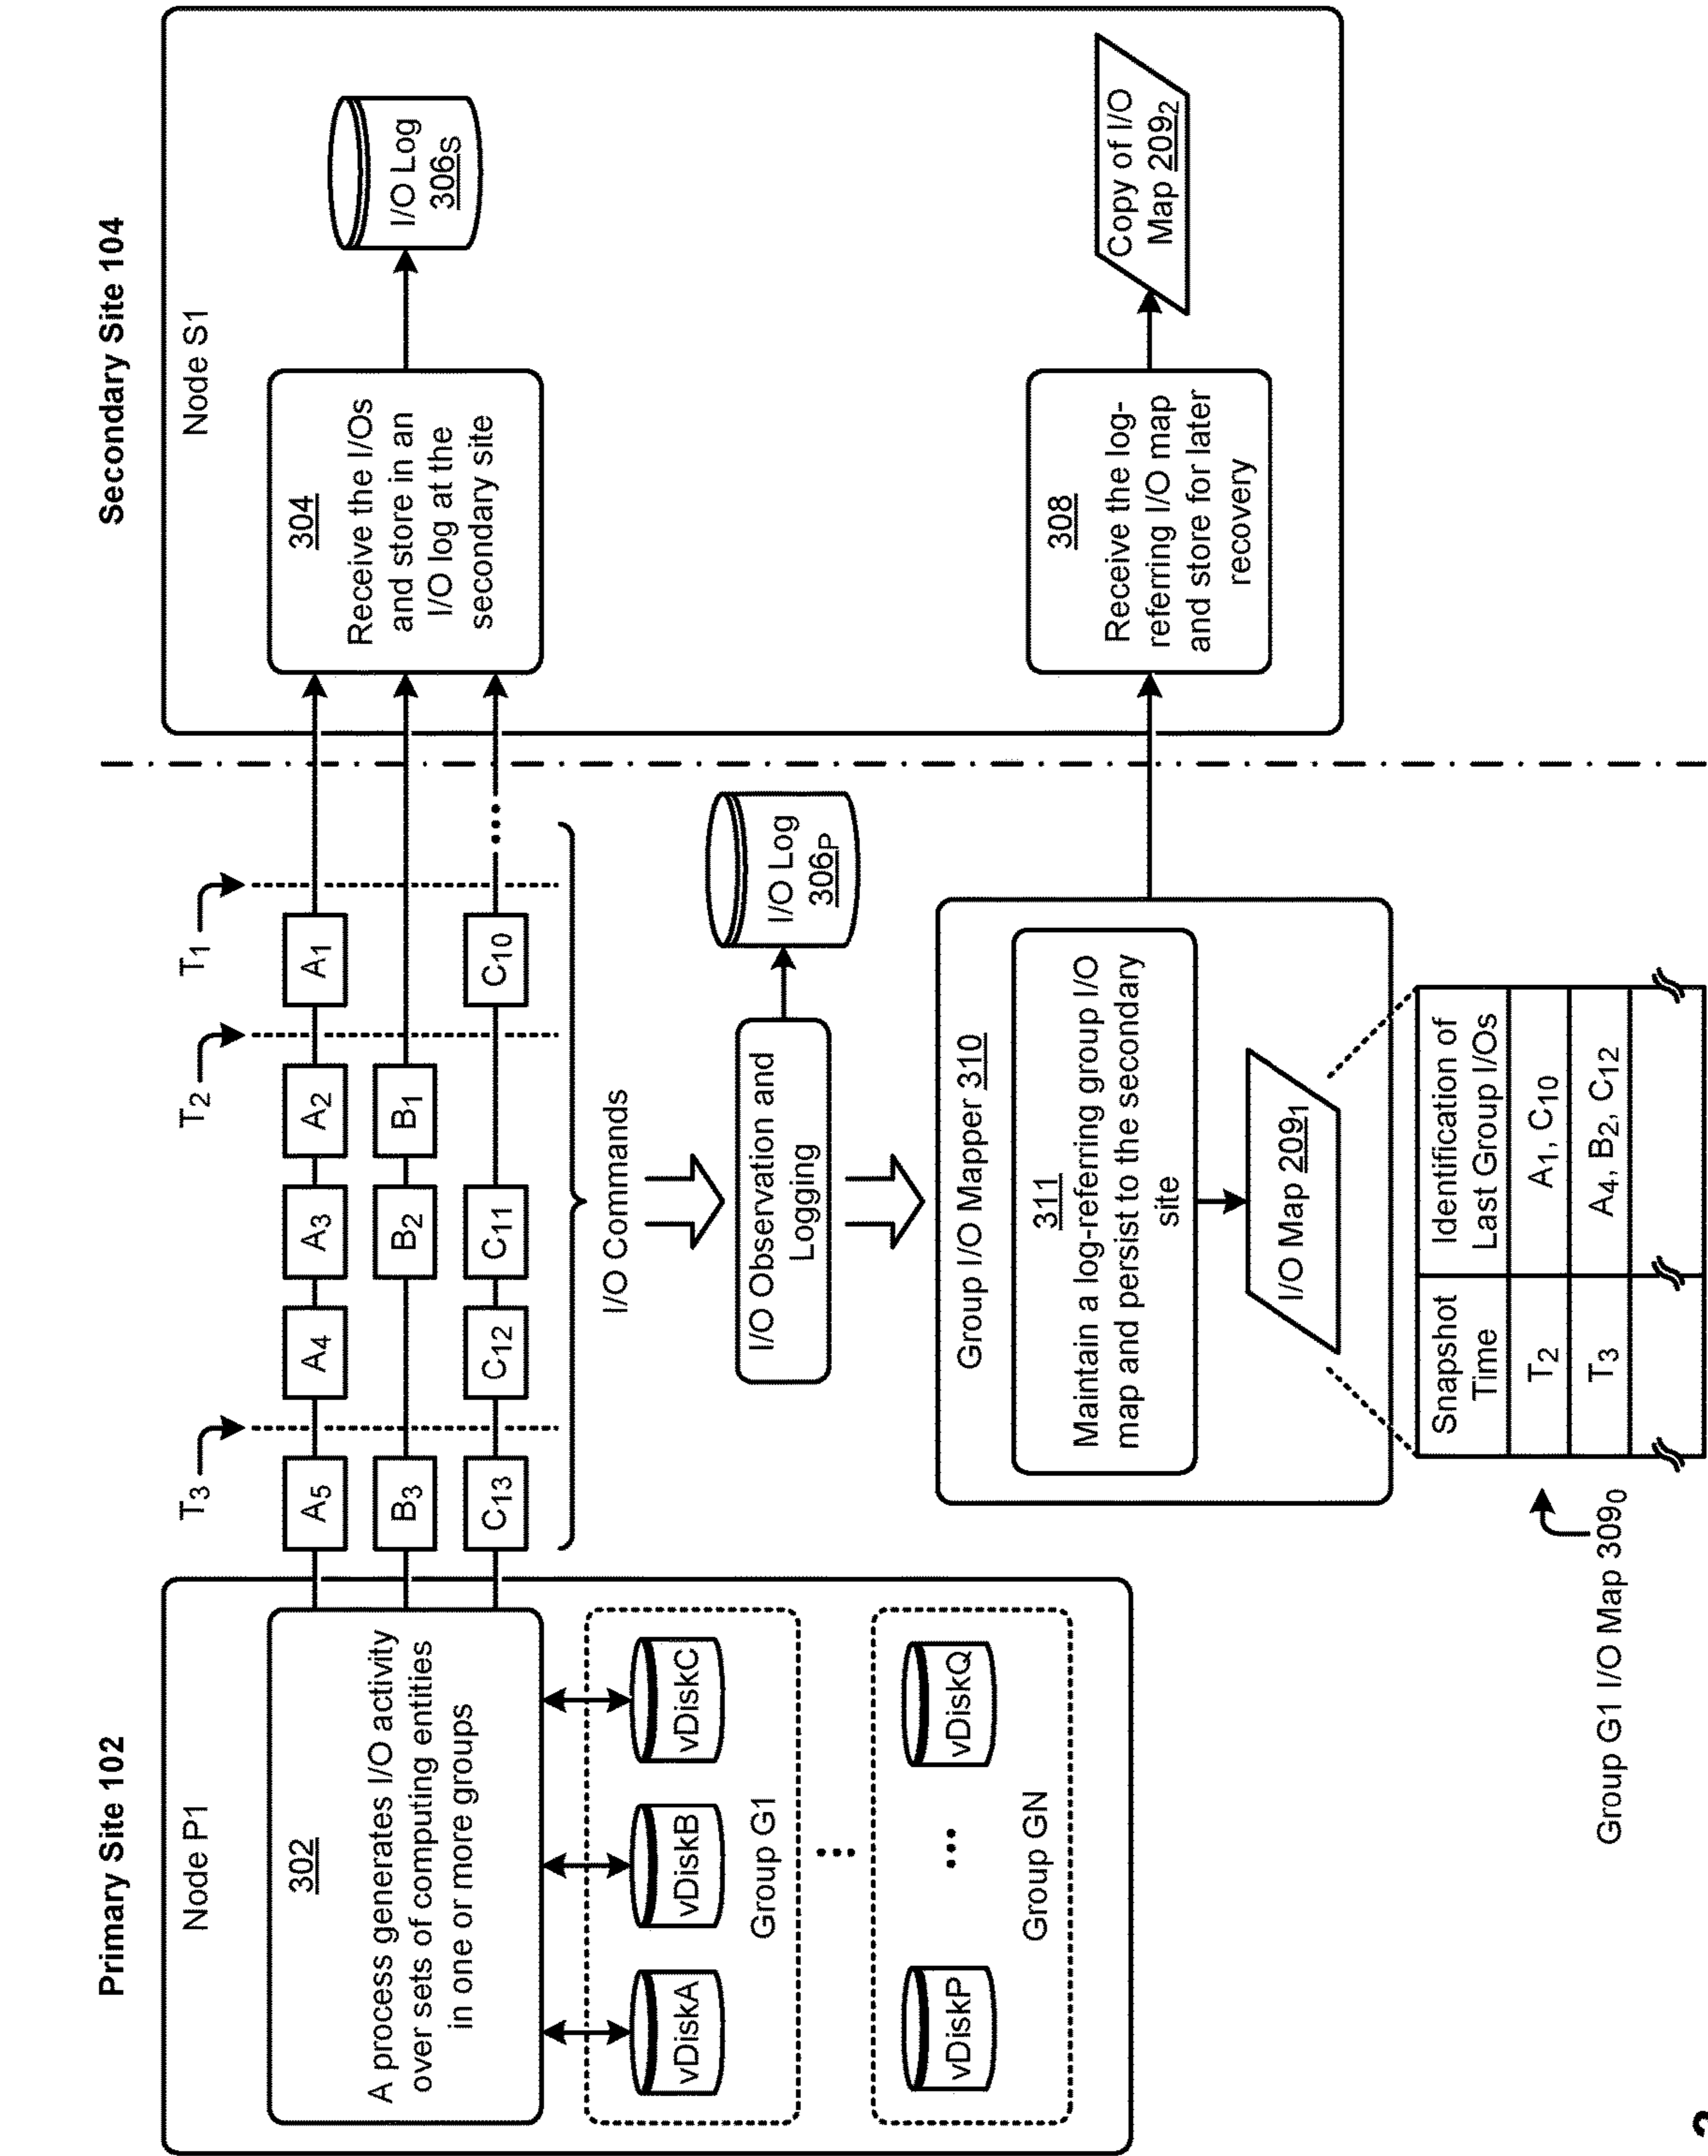 Primary Site 102
Secondary Site 104
Node P1
302
A process generates I/O activity
over sets of computing entities
in one or more groups
vDiskA
vDiskB
vDiskC
Group G1
...
vDiskP
...
vDiskQ
Group GN
T3
T2
T1
A5
A4
A3
A2
A1
B3
B2
B1
C13
C12
C11
C10
....
I/O Commands
I/O Observation and
Logging
I/O Log
306P
Group I/O Mapper 310
311
Maintain a log-referring group I/O
map and persist to the secondary
site
I/O Map 2091
Snapshot
Time
Identification of
Last Group I/Os
T2
A1, C10
T3
A4, B2, C12
Group G1 I/O Map 3090
Node S1
304
Receive the I/Os
and store in an
I/O log at the
secondary site
I/O Log
306S
308
Receive the log-
referring I/O map
and store for later
recovery
Copy of I/O
Map 2092